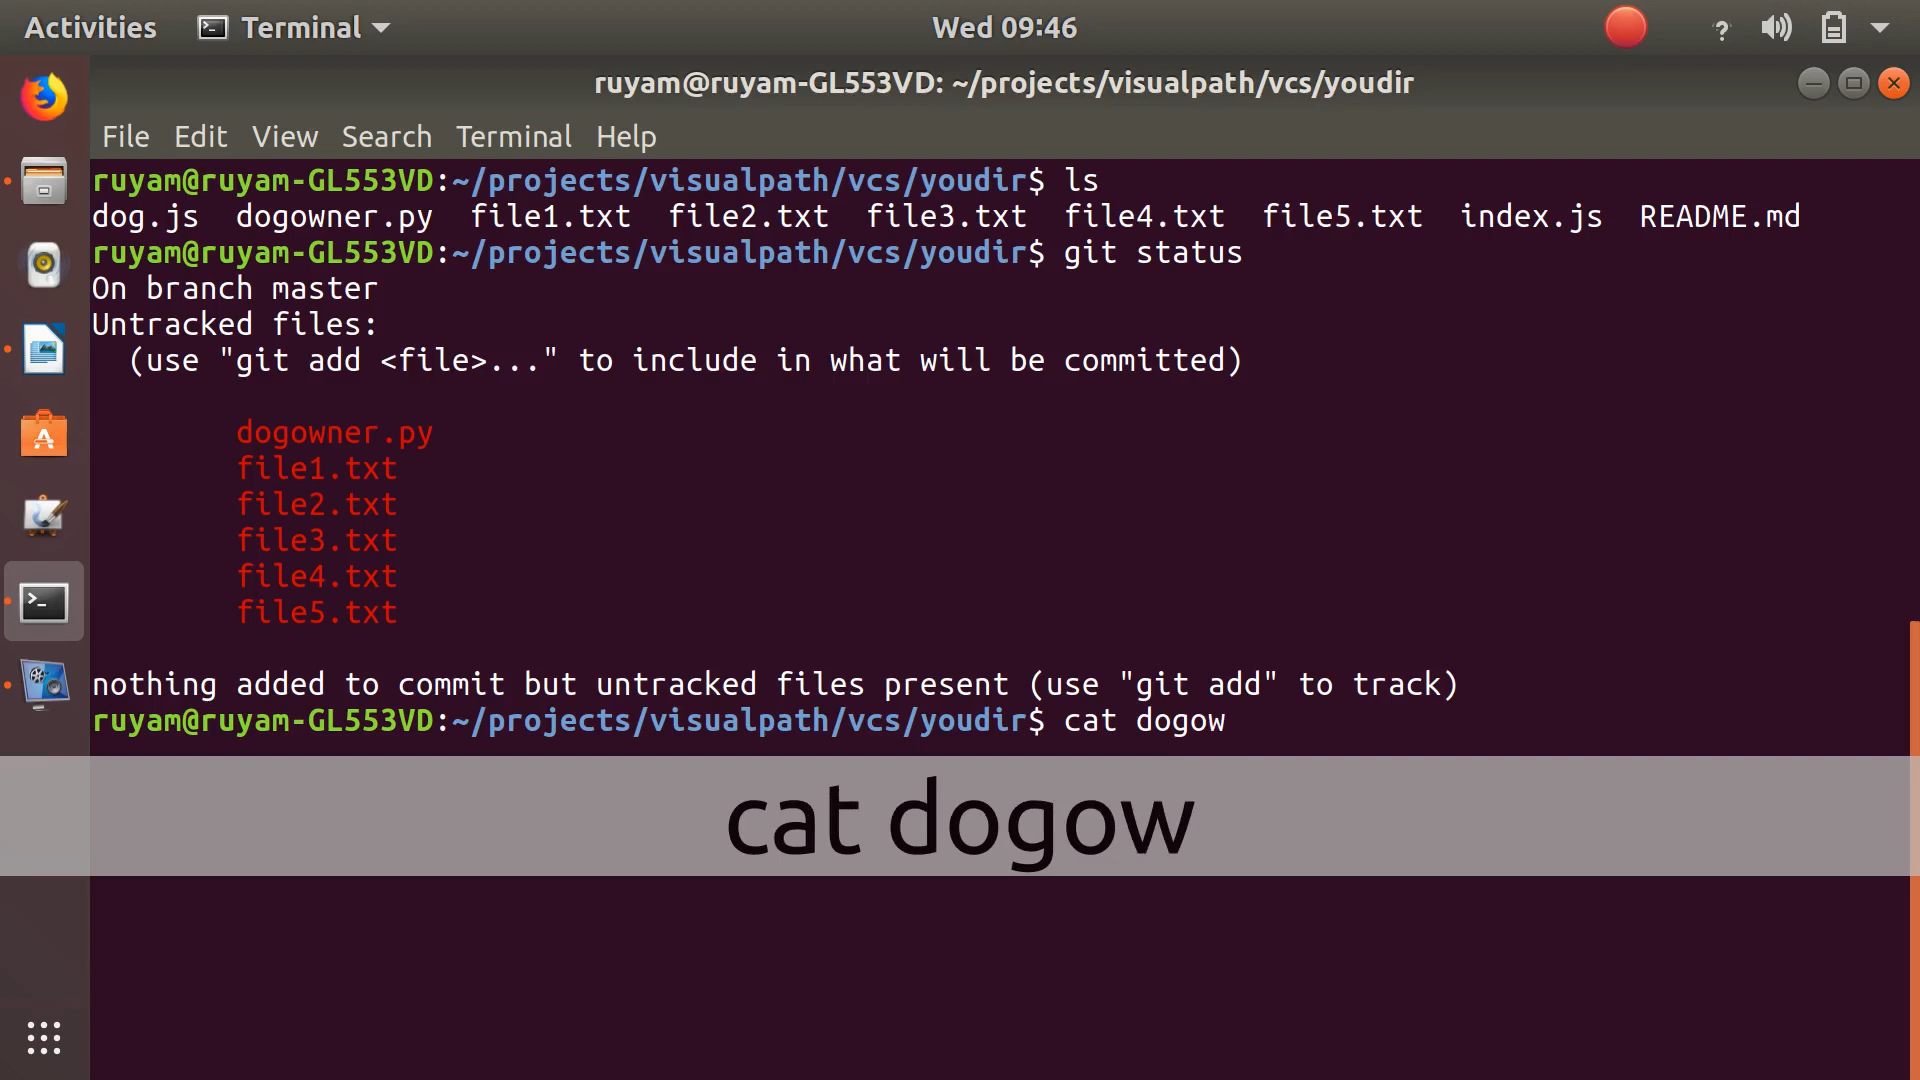 Activities Terminal Wed 09:46
ruyam@ruyam-GL553VD: ~/projects/visualpath/vcs/youdir
File Edit View Search Terminal Help
ruyam@ruyam-GL553VD:~/projects/visualpath/vcs/youdir$ ls
dog.js dogowner.py file1.txt file2.txt file3.txt file4.txt file5.txt index.js README.md
ruyam@ruyam-GL553VD:~/projects/visualpath/vcs/youdir$ git status
On branch master
Untracked files:
(use "git add <file>..." to include in what will be committed)
dogowner.py
file1.txt
file2.txt
file3.txt
file4.txt
file5.txt
nothing added to commit but untracked files present (use "git add" to track)
ruyam@ruyam-GL553VD:~/projects/visualpath/vcs/youdir$ cat dogow
cat dogow